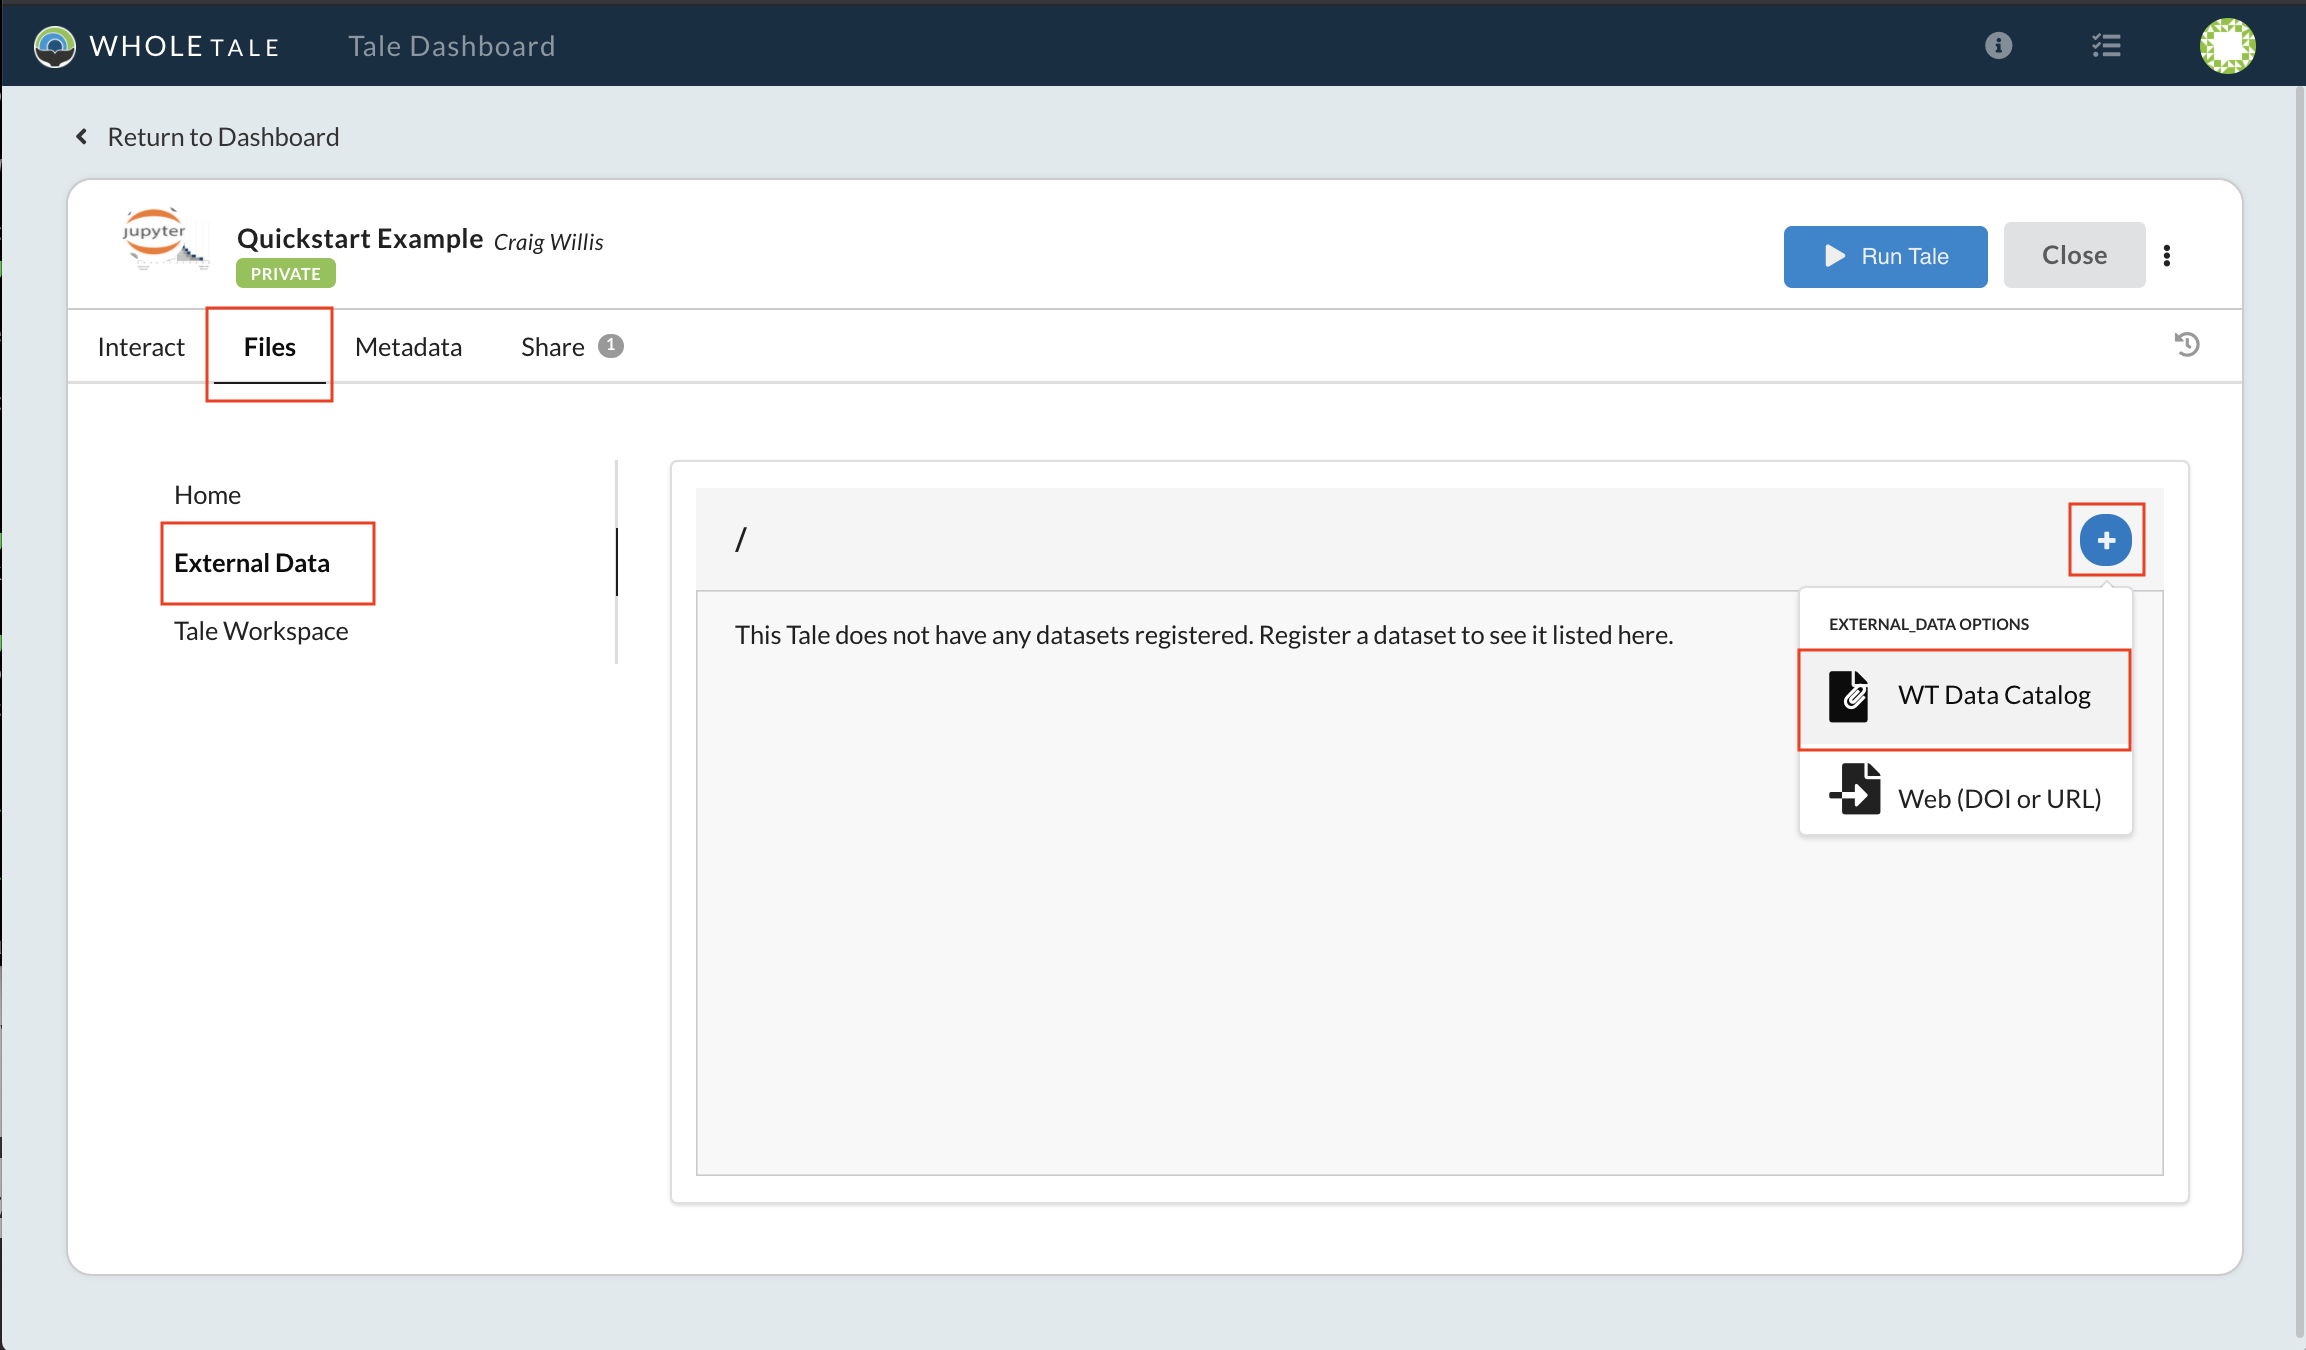 WHOLE TALE Tale Dashboard
Return to Dashboard
jupyter
Quickstart Example Craig Willis
PRIVATE
Run Tale
Close
Interact Files Metadata Share 1
Home
External Data
Tale Workspace
/
This Tale does not have any datasets registered. Register a dataset to see it listed here.
EXTERNAL_DATA OPTIONS
WT Data Catalog
Web (DOI or URL)